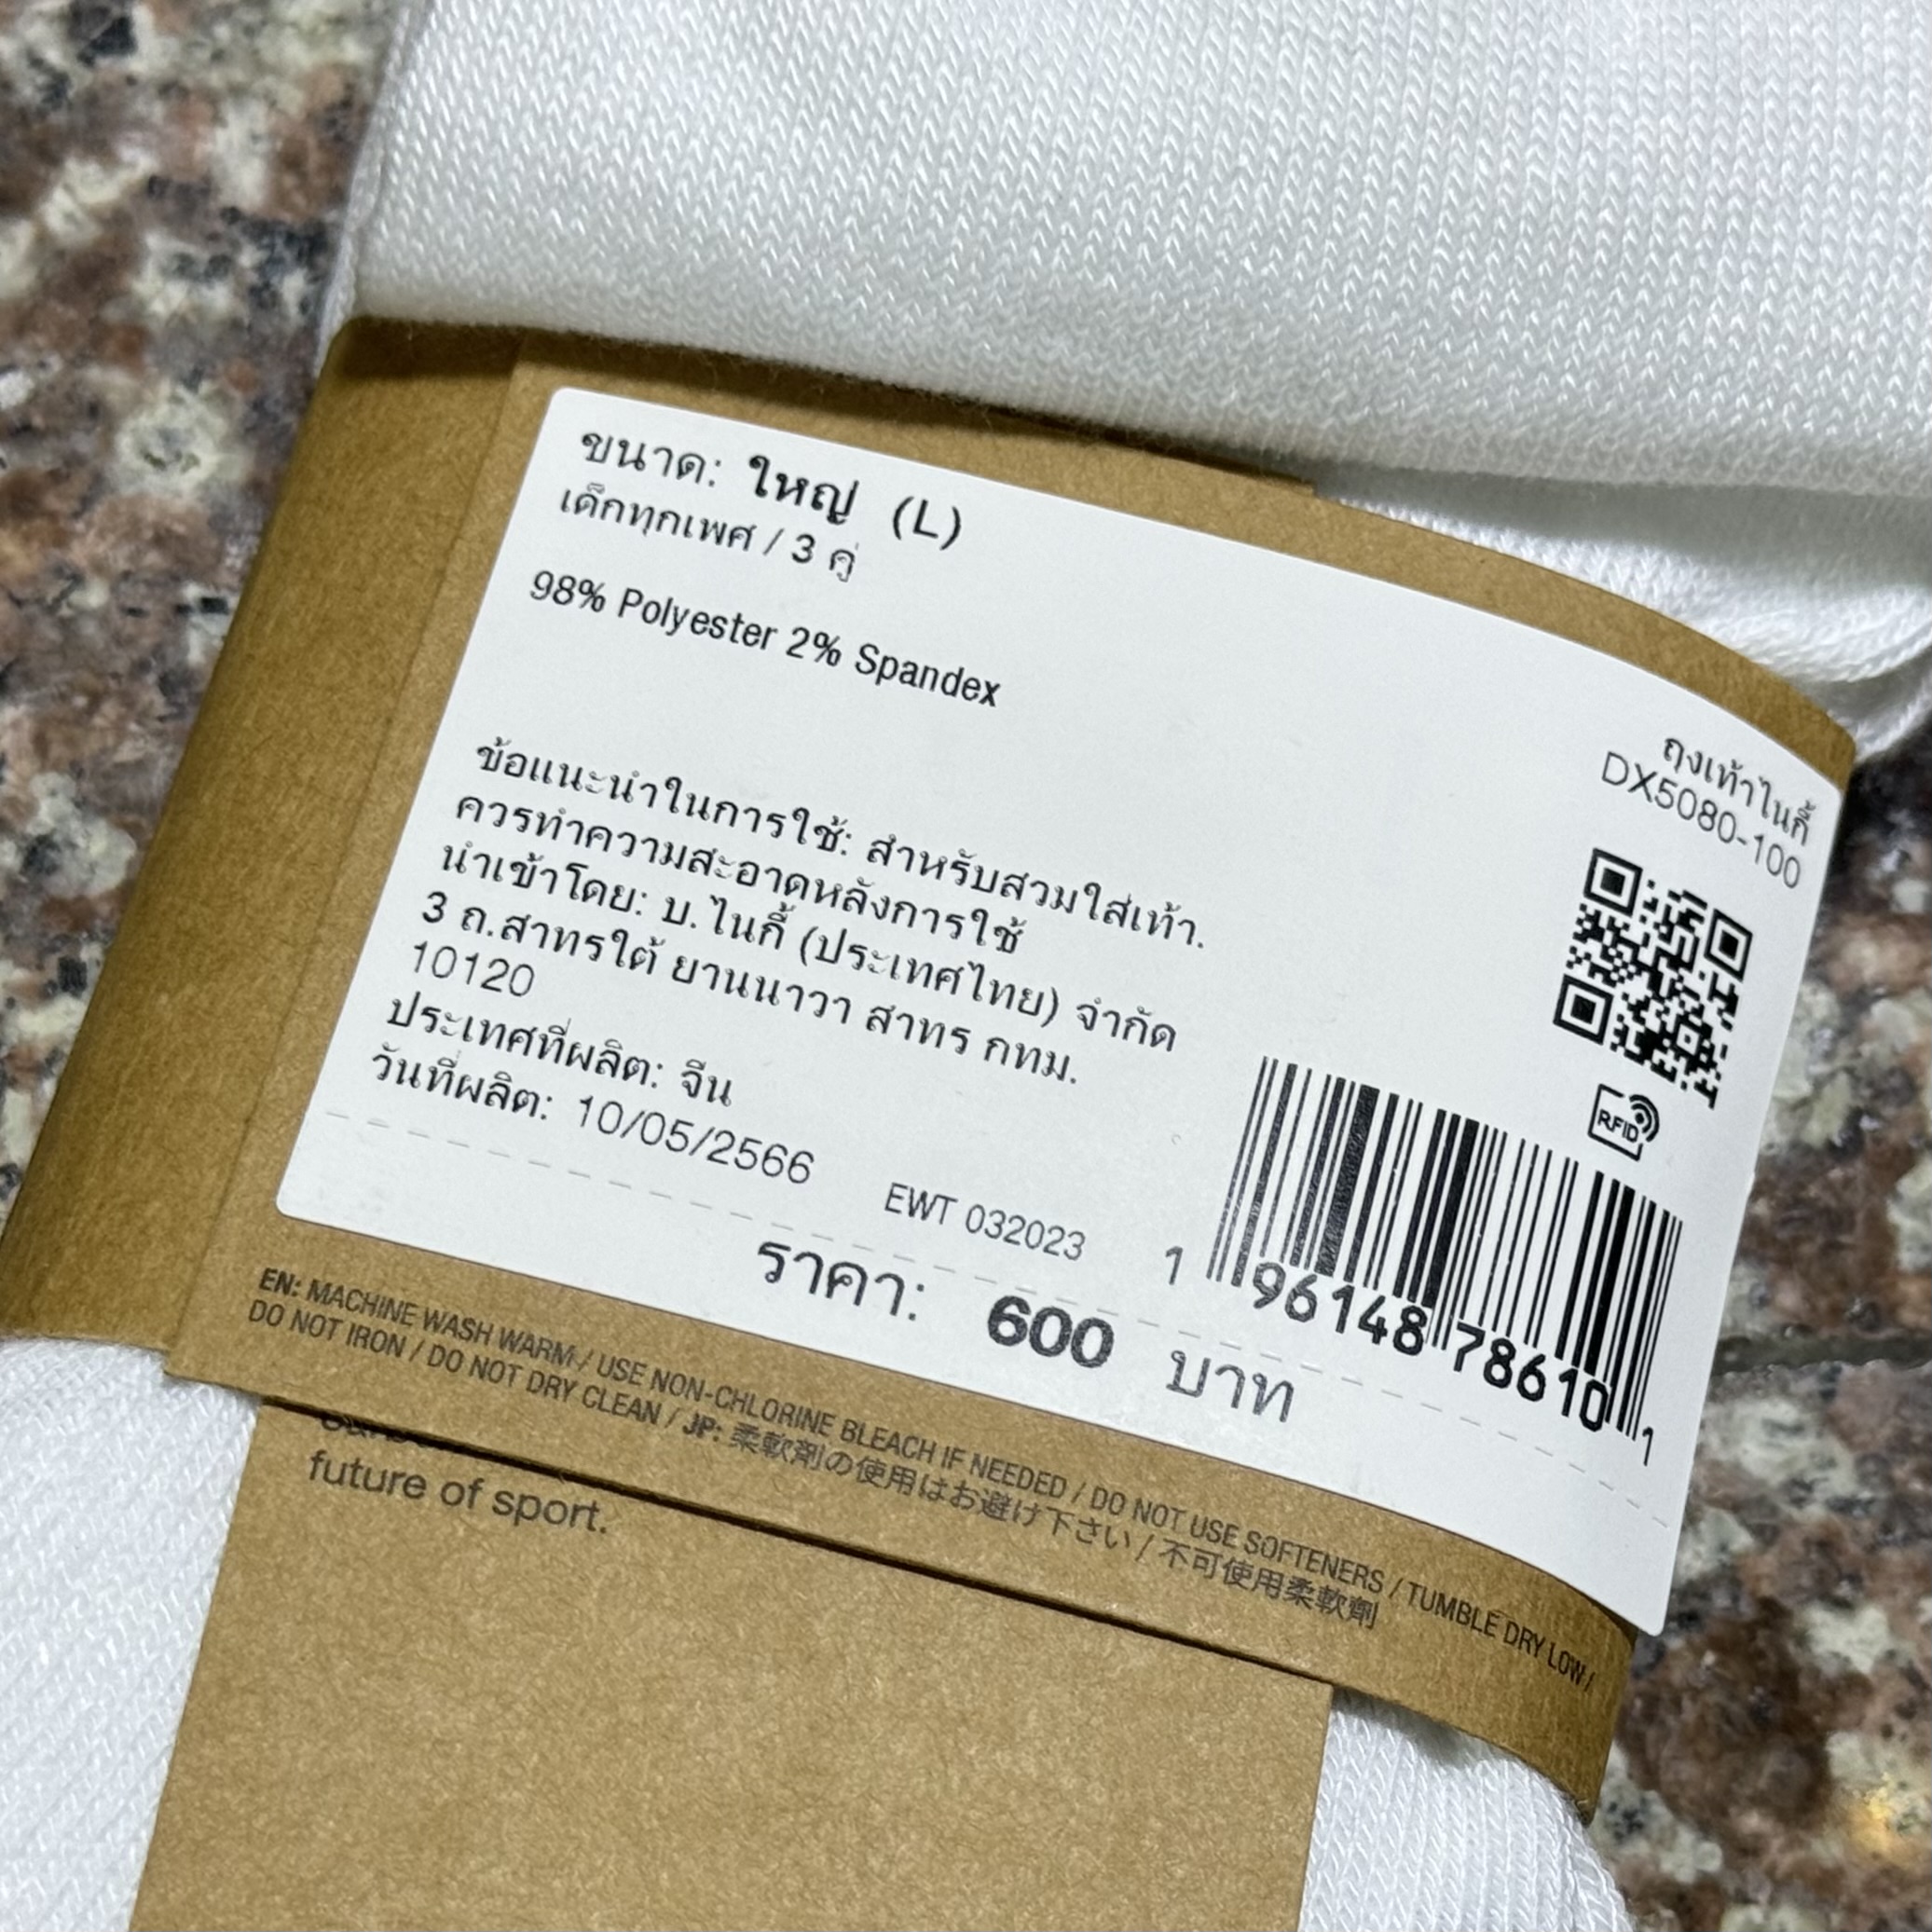 ขนาด: ใหญ่ (L)
เด็กทุกเพศ / 3 คู่
98% Polyester 2% Spandex
ถุงเท้าไนกี้
DX5080-100
ข้อแนะนำในการใช้: สำหรับสวมใส่เท้า.
ควรทำความสะอาดหลังการใช้
นำเข้าโดย: บ. ไนกี้ (ประเทศไทย) จำกัด
3 ถ.สาทรใต้ ยานนาวา สาทร กทม.
10120
ประเทศที่ผลิต: จีน
วันที่ผลิต: 10/05/2566
EWT 032023
RFID
1 96148 78610 1
ราคา: 600 บาท
EN: MACHINE WASH WARM / USE NON-CHLORINE BLEACH IF NEEDED / DO NOT USE SOFTENERS / TUMBLE DRY LOW /
DO NOT IRON / DO NOT DRY CLEAN / JP: 柔軟剤の使用はお避け下さい / 不可使用柔軟劑
future of sport.